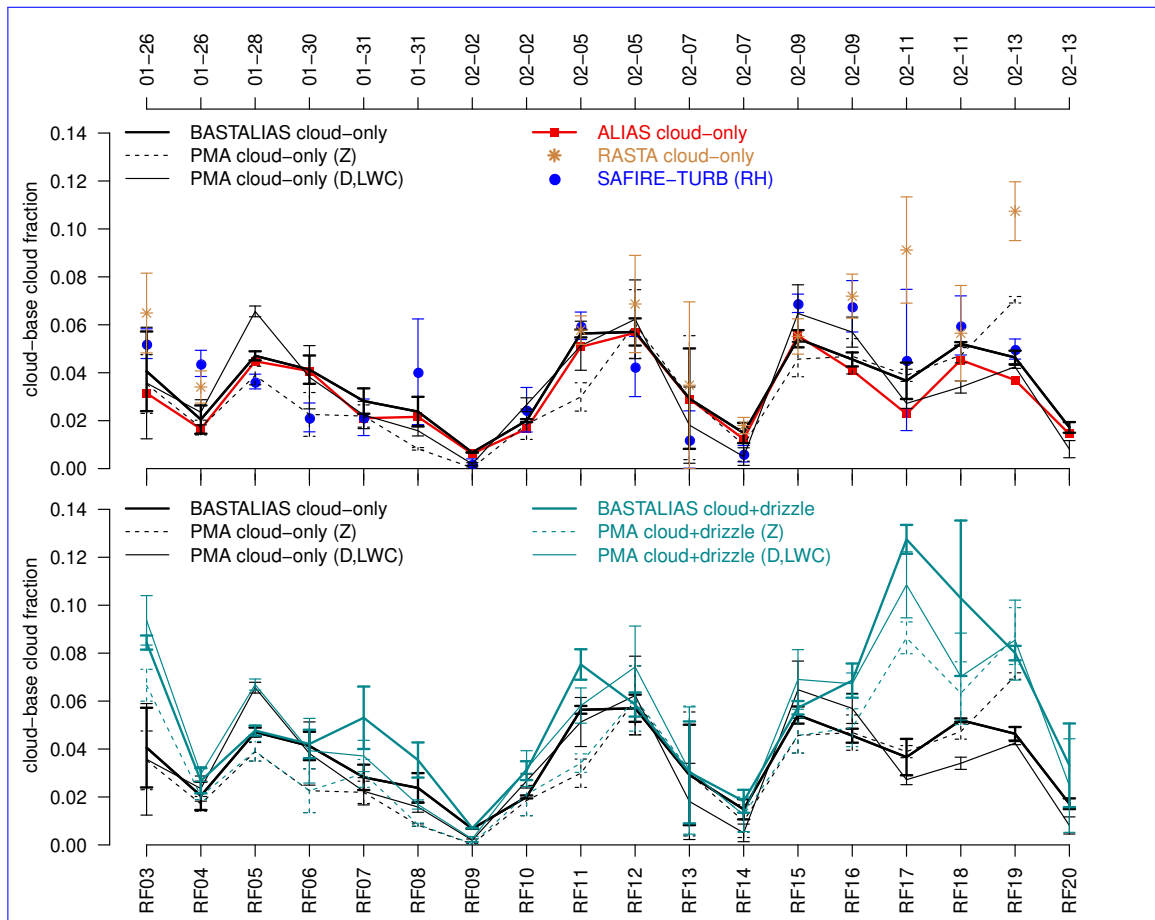 01−26 01−26 01−28 01−30 01−31 01−31 02−02 02−02 02−05 02−05 02−07 02−07 02−09 02−09 02−11 02−11 02−13 02−13
cloud−base cloud fraction
0.14
0.12
0.10
0.08
0.06
0.04
0.02
0.00
BASTALIAS cloud−only
PMA cloud−only (Z)
PMA cloud−only (D,LWC)
ALIAS cloud−only
RASTA cloud−only
SAFIRE−TURB (RH)
cloud−base cloud fraction
0.14
0.12
0.10
0.08
0.06
0.04
0.02
0.00
BASTALIAS cloud−only
PMA cloud−only (Z)
PMA cloud−only (D,LWC)
BASTALIAS cloud+drizzle
PMA cloud+drizzle (Z)
PMA cloud+drizzle (D,LWC)
RF03 RF04 RF05 RF06 RF07 RF08 RF09 RF10 RF11 RF12 RF13 RF14 RF15 RF16 RF17 RF18 RF19 RF20